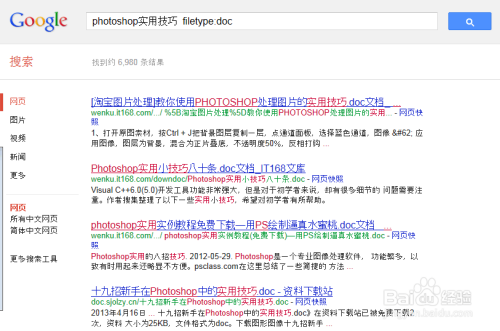 Google
photoshop实用技巧 filetype:doc
搜索
找到约 6,980 条结果
网页
图片
视频
新闻
更多
网页
所有中文网页
简体中文网页
更多搜索工具
[淘宝图片处理]教你使用PHOTOSHOP处理图片的实用技巧.doc文档_ ...
wenku.it168.com/.../ %5B淘宝图片处理%5D教你使用PHOTOSHOP处理图片的实用... - 网页快照
1、打开原图素材，按Ctrl + J把背景图层复制一层，点通道面板，选择蓝色通道，图像 &#62; 应
用图像，图层为背景，混合为正片叠底，不透明度50%，反相打钩 ...
Photoshop实用小技巧八十条.doc文档_IT168文库
wenku.it168.com/downdoc/Photoshop实用小技巧八十条.doc - 网页快照
Visual C++6.0(5.0)开发工具功能非常强大，但是对于初学者来说，却有很多细节的 问题需要注
意。作者搜集整理了以下一些实用小技巧，希望对初学者有所帮助。
photoshop实用实例教程免费下载—用PS绘制逼真水蜜桃.doc文档_ ...
wenku.it168.com/.../ photoshop实用实例教程(免费下载)—用PS绘制逼真水蜜桃.doc - 网页快照
Photoshop实用的八招技巧. 2012-05-29. Photoshop是一个专业图像处理软件， 功能繁多，以
致有时用起来还略显不方便。psclass.com在这里总结了一些简捷的 方法 ...
十九招新手在Photoshop中的实用技巧.doc - 资料下载站
doc.sjolzy.cn/十九招新手在Photoshop中的实用技巧.doc - 网页快照
2013年4月16日 ... 十九招新手在Photoshop中的实用技巧.doc》在资料下载站已被免费下载2
次，资料 大小为25KB，文件格式为doc。下载图图形像十九招新手 ...
Baidu经验
jingyan.baidu.com